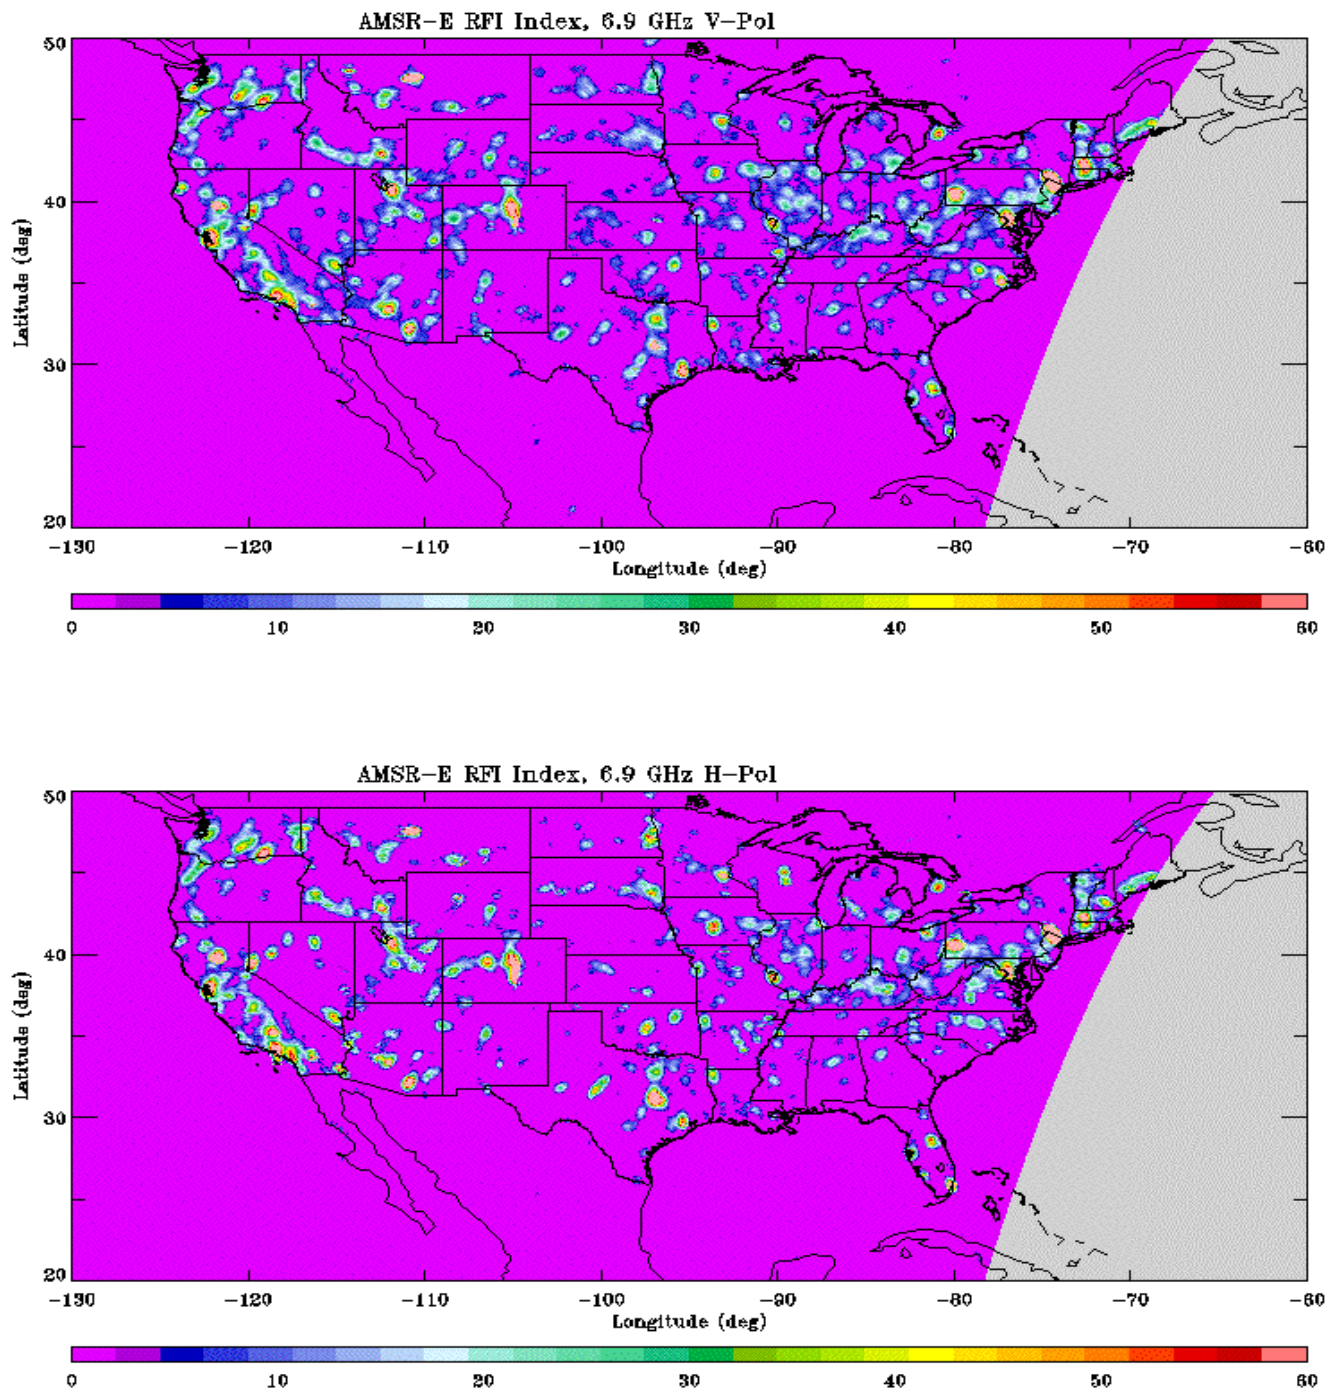 AMSR-E RFI Index, 6.9 GHz V-Pol
50
40
30
20
Latitude (deg)
-130 -120 -110 -100 -90 -80 -70 -60
Longitude (deg)
0 10 20 30 40 50 60
AMSR-E RFI Index, 6.9 GHz H-Pol
50
40
30
20
Latitude (deg)
-130 -120 -110 -100 -90 -80 -70 -60
Longitude (deg)
0 10 20 30 40 50 60